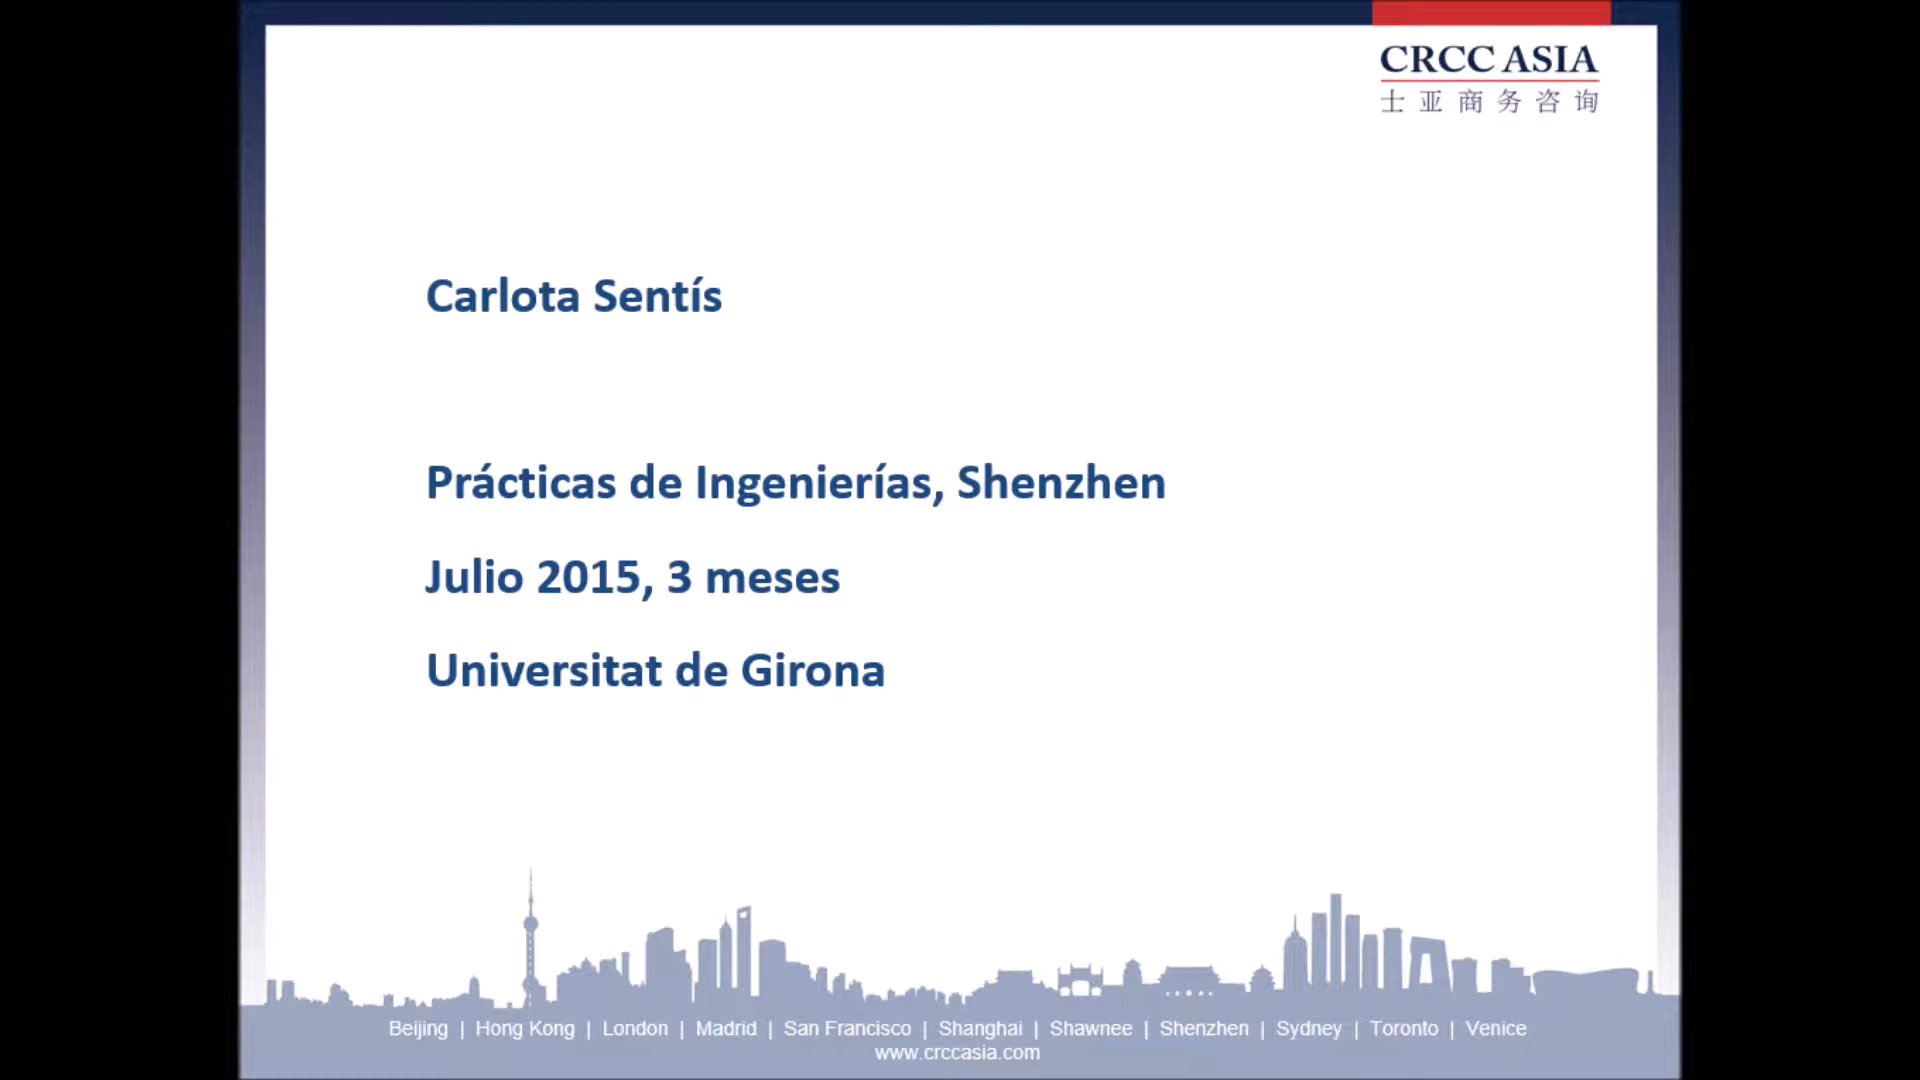 CRCC ASIA
士亚商务咨询
Carlota Sentís
Prácticas de Ingenierías, Shenzhen
Julio 2015, 3 meses
Universitat de Girona
Beijing | Hong Kong | London | Madrid | San Francisco | Shanghai | Shawnee | Shenzhen | Sydney | Toronto | Venice
www.crccasia.com